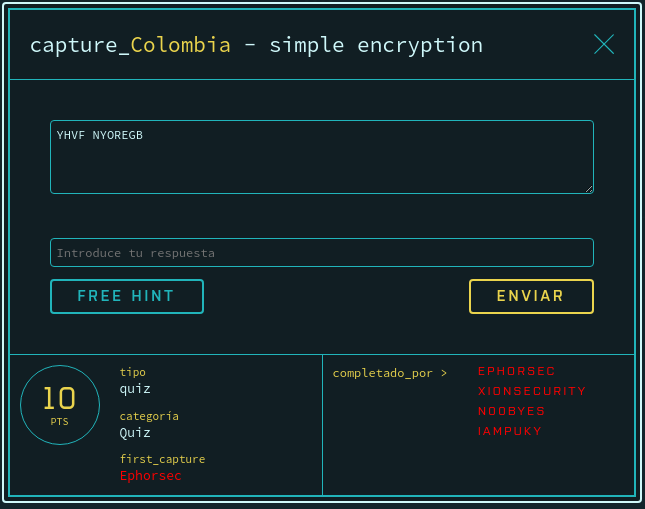 capture_Colombia - simple encryption
YHVF NYOREGB
Introduce tu respuesta
FREE HINT
ENVIAR
10
PTS
tipo
quiz
categoria
Quiz
first_capture
Ephorsec
completado_por >
EPHORSEC
XIONSECURITY
NOOBYES
IAMPUKY